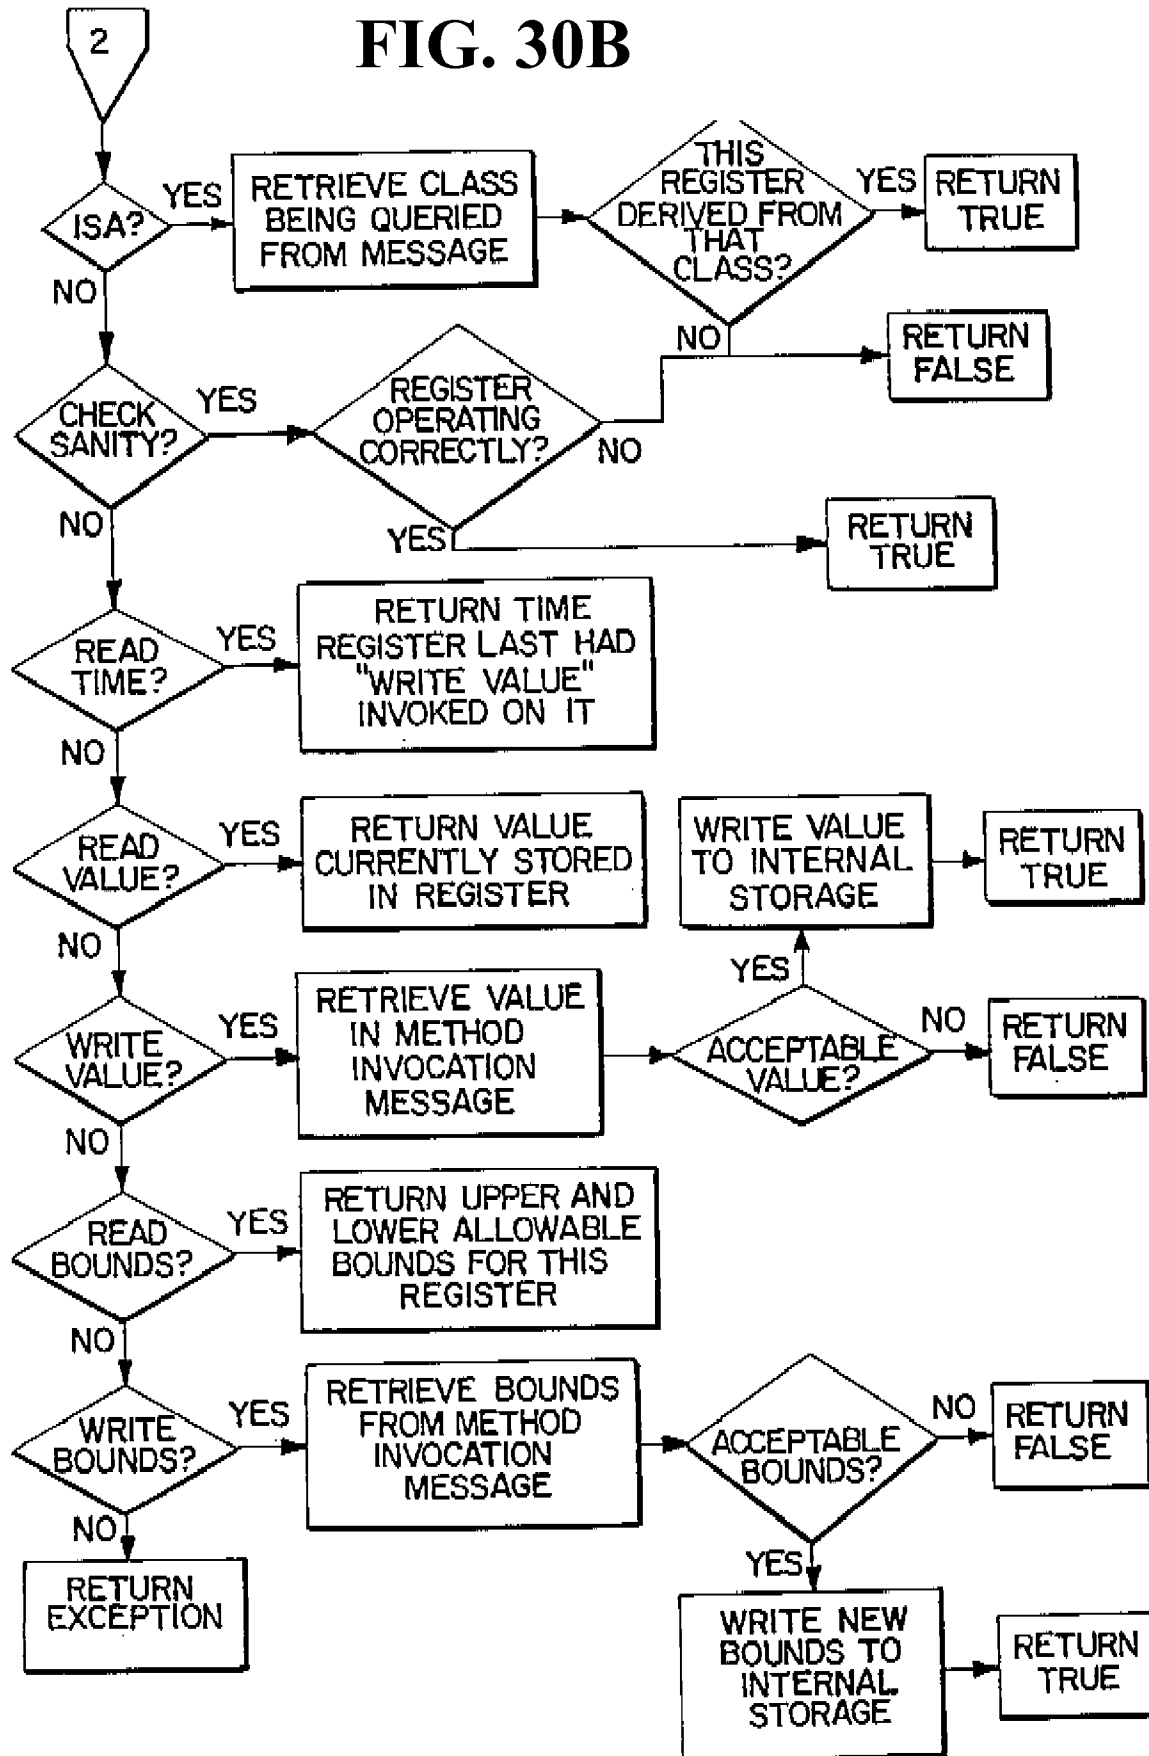 FIG. 30B
2
ISA?
YES
RETRIEVE CLASS
BEING QUERIED
FROM MESSAGE
THIS
REGISTER
DERIVED FROM
THAT
CLASS?
YES
RETURN
TRUE
NO
NO
RETURN
FALSE
CHECK
SANITY?
YES
REGISTER
OPERATING
CORRECTLY?
NO
NO
YES
RETURN
TRUE
READ
TIME?
YES
RETURN TIME
REGISTER LAST HAD
"WRITE VALUE"
INVOKED ON IT
NO
READ
VALUE?
YES
RETURN VALUE
CURRENTLY STORED
IN REGISTER
WRITE VALUE
TO INTERNAL
STORAGE
RETURN
TRUE
NO
YES
WRITE
VALUE?
YES
RETRIEVE VALUE
IN METHOD
INVOCATION
MESSAGE
ACCEPTABLE
VALUE?
NO
RETURN
FALSE
NO
READ
BOUNDS?
YES
RETURN UPPER AND
LOWER ALLOWABLE
BOUNDS FOR THIS
REGISTER
NO
WRITE
BOUNDS?
YES
RETRIEVE BOUNDS
FROM METHOD
INVOCATION
MESSAGE
ACCEPTABLE
BOUNDS?
NO
RETURN
FALSE
NO
YES
RETURN
EXCEPTION
WRITE NEW
BOUNDS TO
INTERNAL
STORAGE
RETURN
TRUE